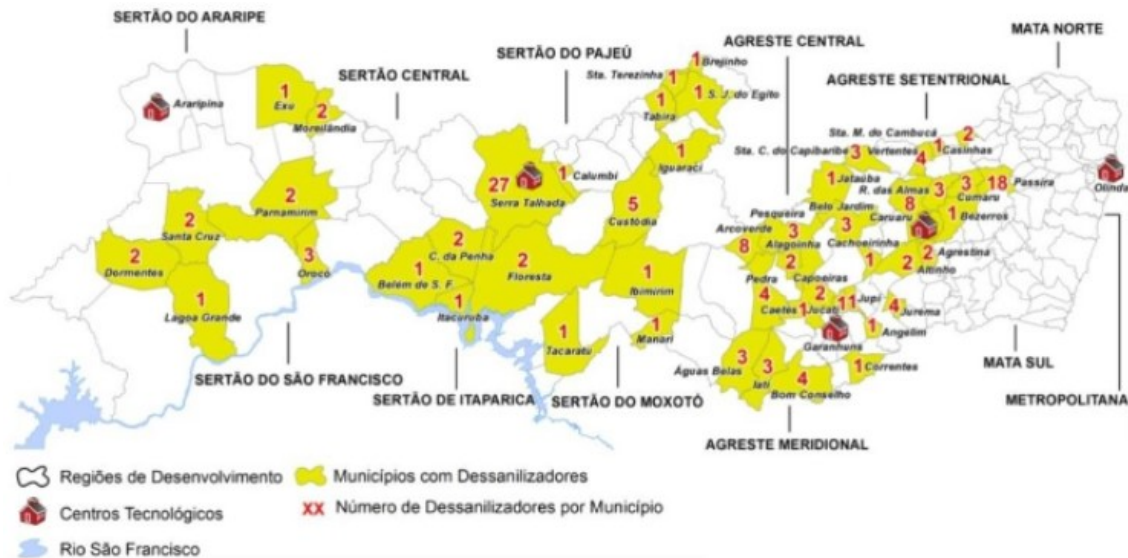 SERTÃO DO ARARIPE
SERTÃO CENTRAL
SERTÃO DO PAJEÚ
AGRESTE CENTRAL
AGRESTE SETENTRIONAL
MATA NORTE
Araripina
1
Exu
2
Moreilândia
1
Brejinho
Sta. Terezinha
1
1
S. J. do Egito
1
Tabira
1
Iguaraci
27
Serra Talhada
1
Calumbi
5
Custódia
2
Parnamirim
2
Santa Cruz
2
Dormentes
3
Orocó
1
Lagoa Grande
2
C. da Penha
1
Belém de S. F.
1
Itacuruba
2
Floresta
1
Ibimirim
1
Tacaratu
1
Manari
Sta. M. do Cambucá
2
1
Casinhas
Sta. C. do Capibaribe
3
Vertentes
4
1
Jataúba
R. das Almas
3
3
Cumaru
18
Passira
Olinda
Belo Jardim
8
Caruaru
1
Bezerros
Pesqueira
3
Arcoverde
8
Alagoinha
3
Cachoeirinha
1
2
Agrestina
2
Altinho
2
Capoeiras
Pedra
4
Caetés
1
2
Jucati
11
Jupi
4
Jurema
1
Angelim
Garanhuns
3
Águas Belas
3
Iati
4
Bom Conselho
1
Correntes
SERTÃO DO SÃO FRANCISCO
SERTÃO DE ITAPARICA
SERTÃO DO MOXOTÓ
AGRESTE MERIDIONAL
MATA SUL
METROPOLITANA
Regiões de Desenvolvimento
Municípios com Dessanilizadores
Centros Tecnológicos
XX Número de Dessanilizadores por Município
Rio São Francisco